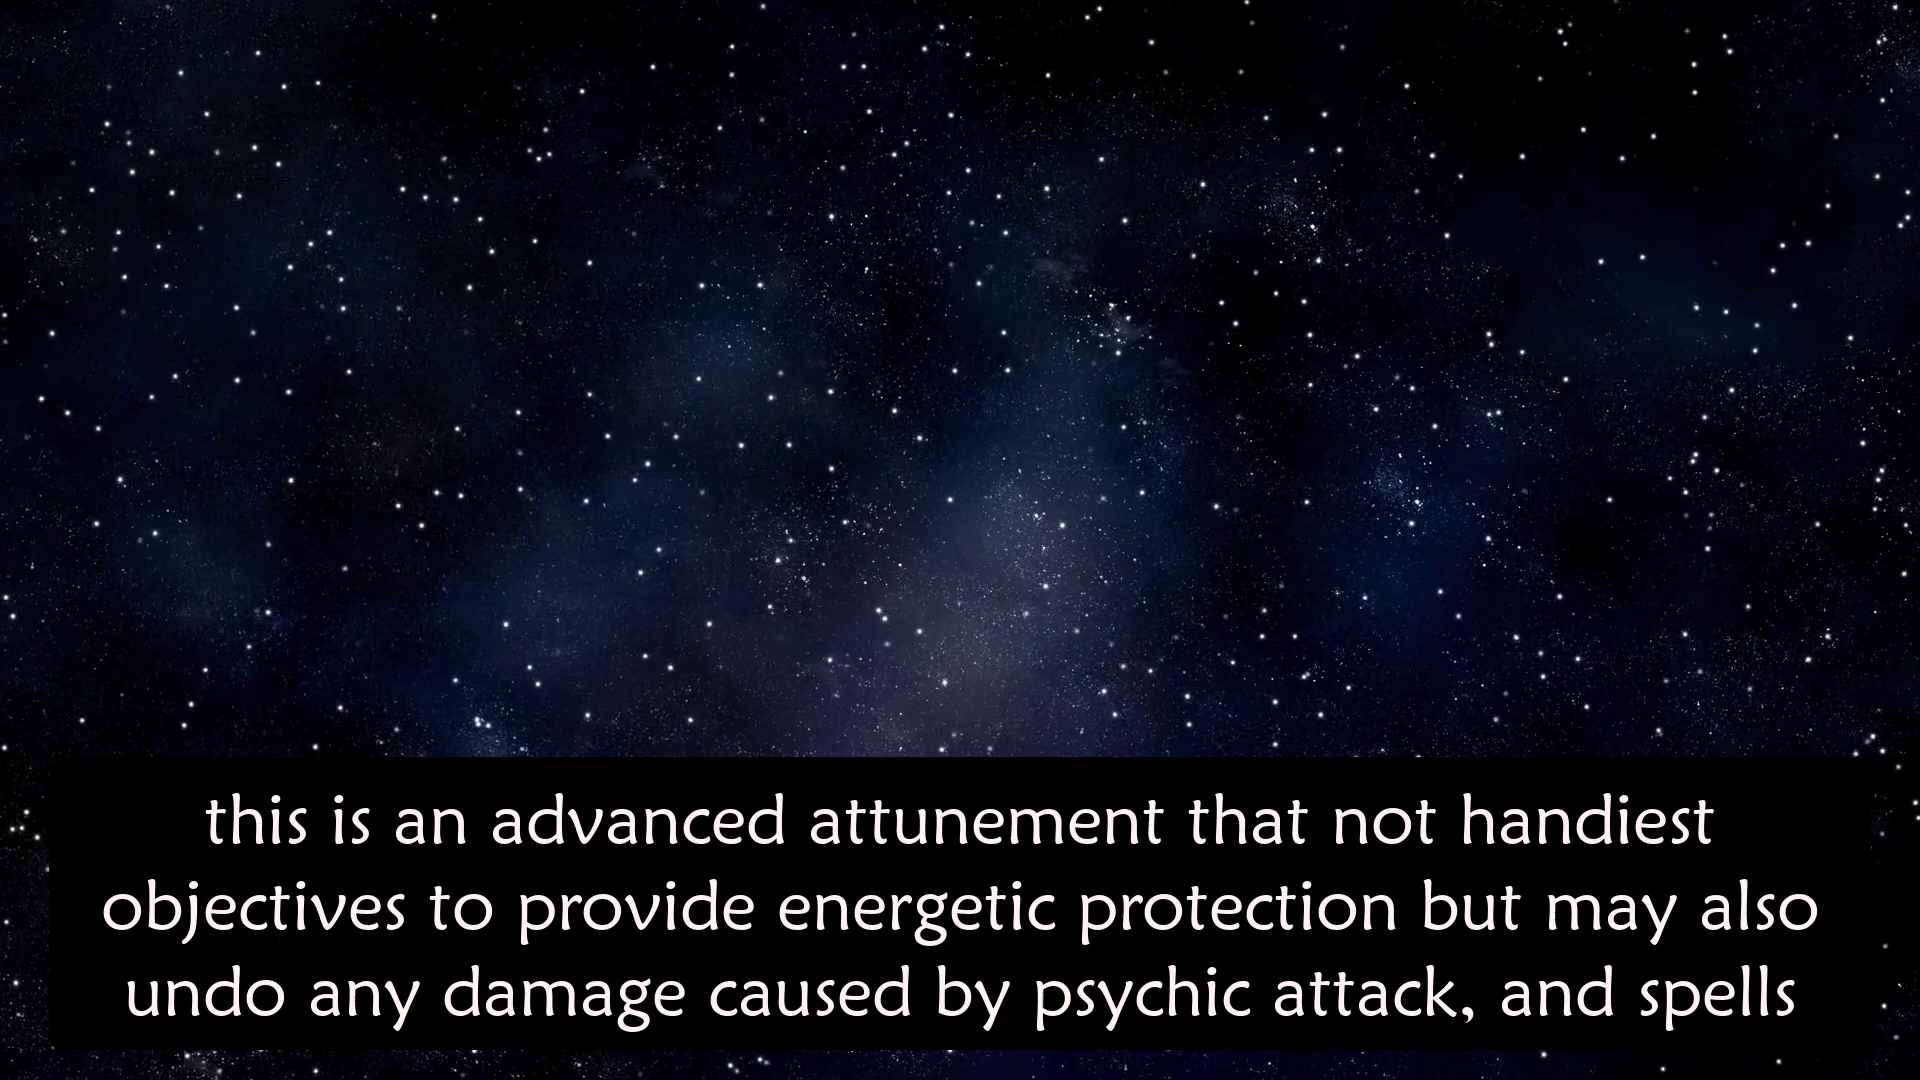 this is an advanced attunement that not handiest
objectives to provide energetic protection but may also
undo any damage caused by psychic attack, and spells